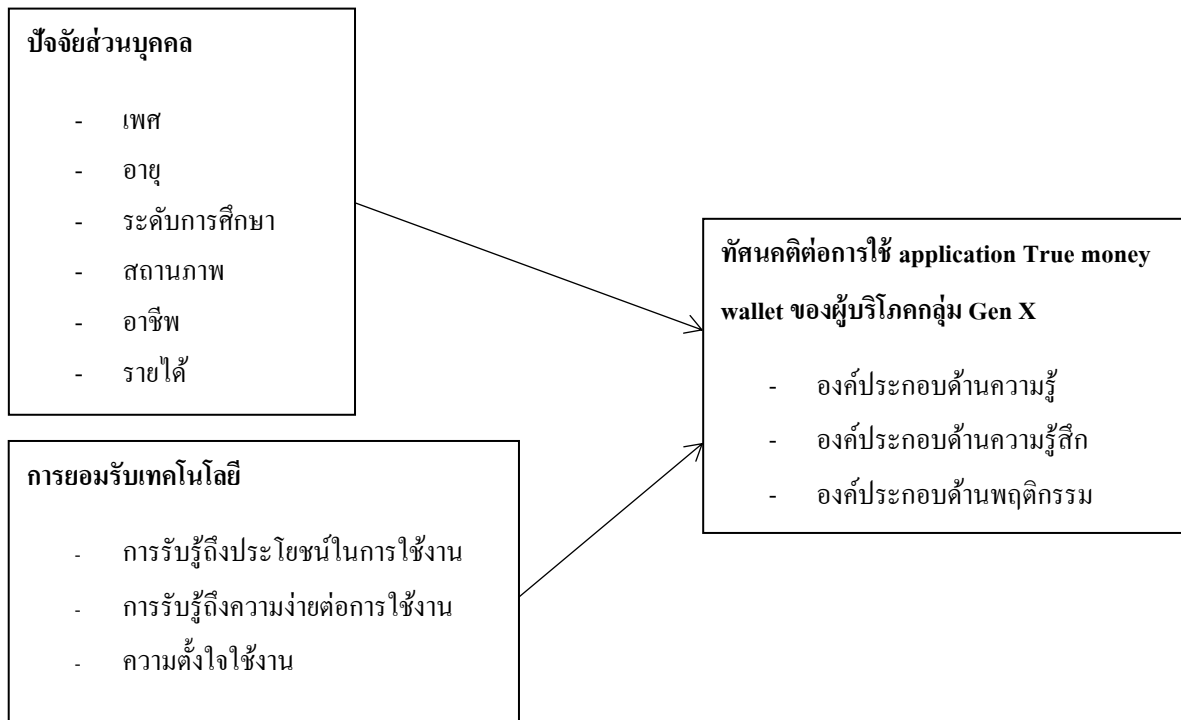 ปัจจัยส่วนบุคคล
- เพศ
- อายุ
- ระดับการศึกษา
- สถานภาพ
- อาชีพ
- รายได้
การยอมรับเทคโนโลยี
- การรับรู้ถึงประโยชน์ในการใช้งาน
- การรับรู้ถึงความง่ายต่อการใช้งาน
- ความตั้งใจใช้งาน
ทัศนคติต่อการใช้ application True money
wallet ของผู้บริโภคกลุ่ม Gen X
- องค์ประกอบด้านความรู้
- องค์ประกอบด้านความรู้สึก
- องค์ประกอบด้านพฤติกรรม